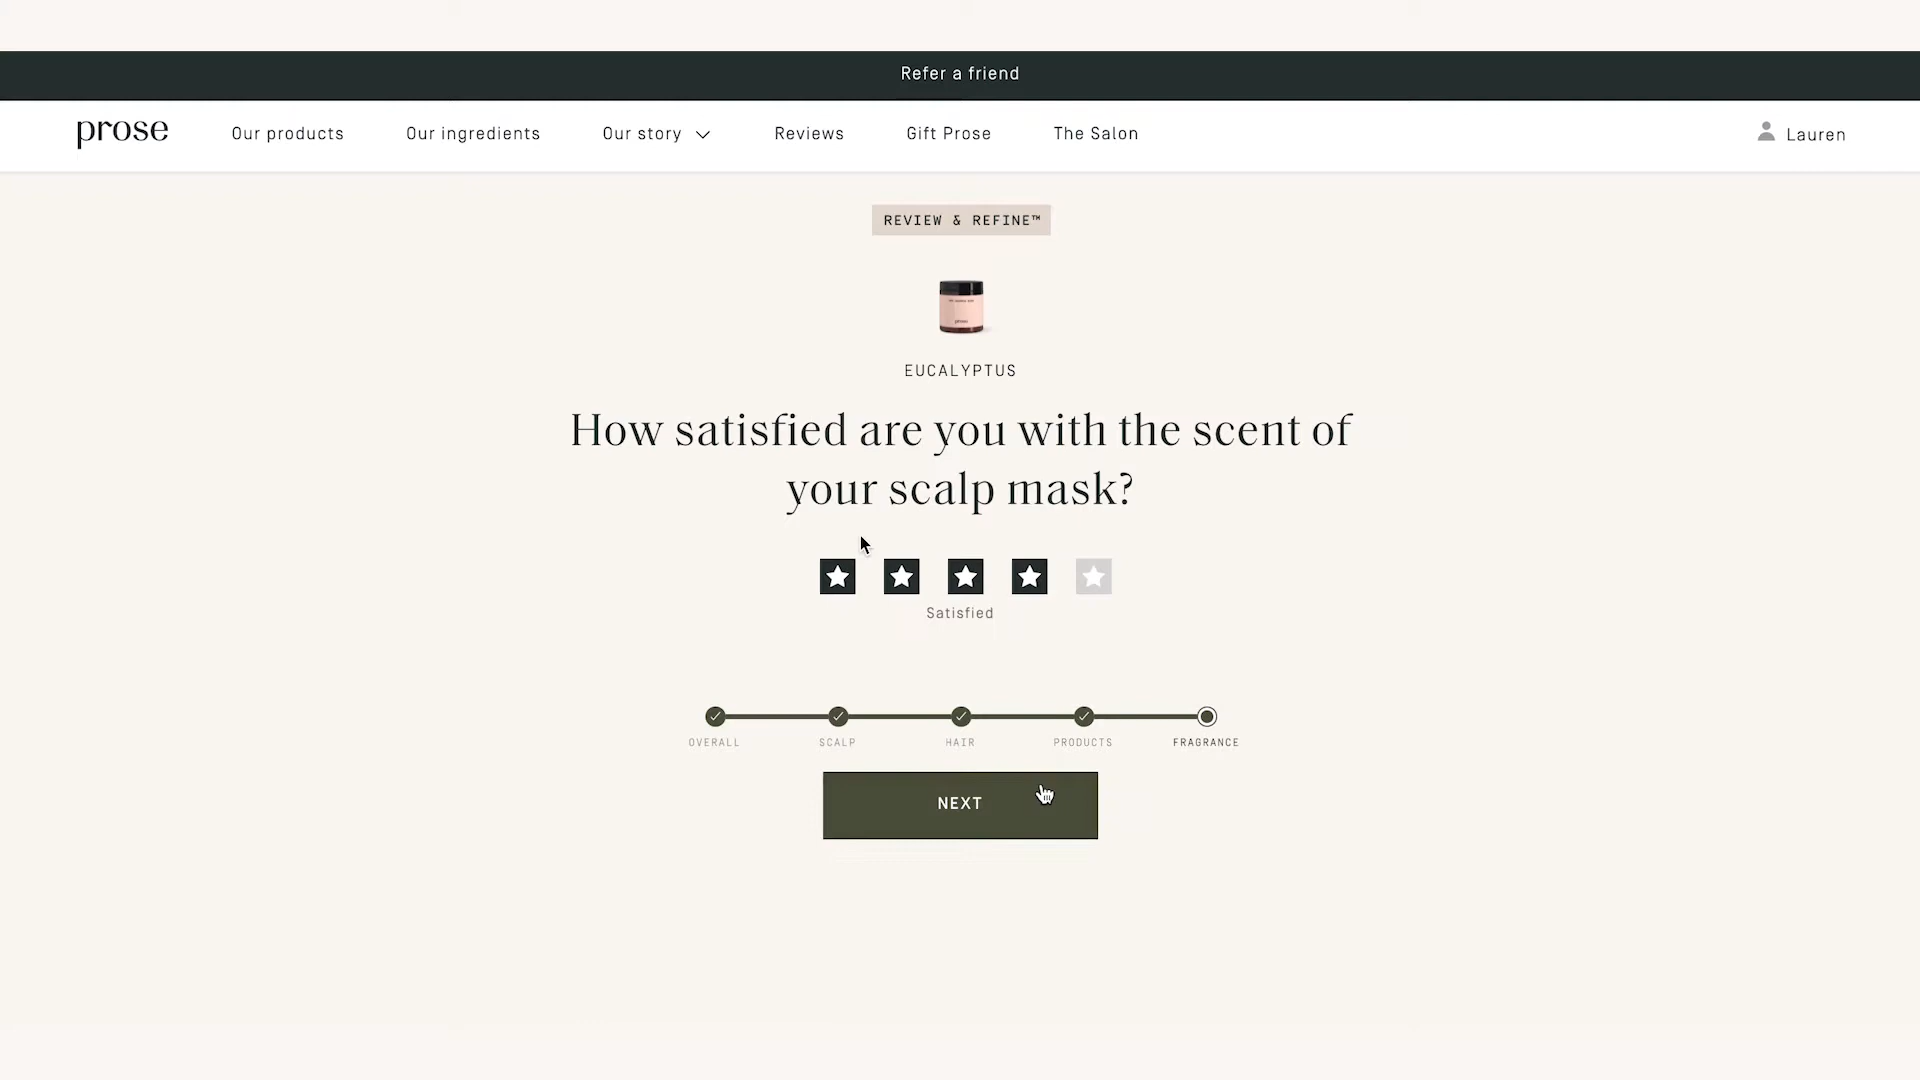 Refer a friend
prose
Our products
Our ingredients
Our story
Reviews
Gift Prose
The Salon
Lauren
REVIEW & REFINE™
prose
EUCALYPTUS
How satisfied are you with the scent of
your scalp mask?
Satisfied
OVERALL
SCALP
HAIR
PRODUCTS
FRAGRANCE
NEXT